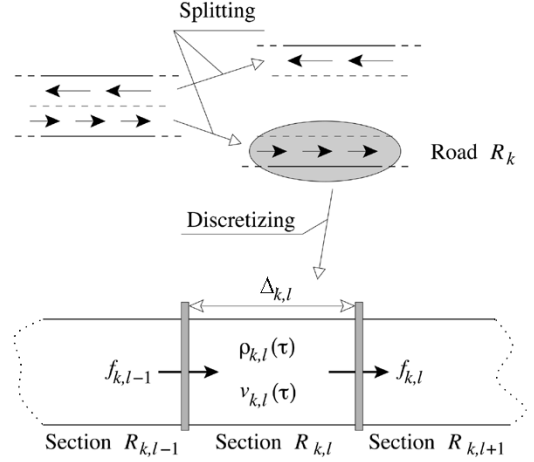 Splitting
Road R_k
Discretizing
Δ_{k,l}
ρ_{k,l}(τ)
f_{k,l−1} f_{k,l}
v_{k,l}(τ)
Section R_{k,l−1} Section R_{k,l} Section R_{k,l+1}